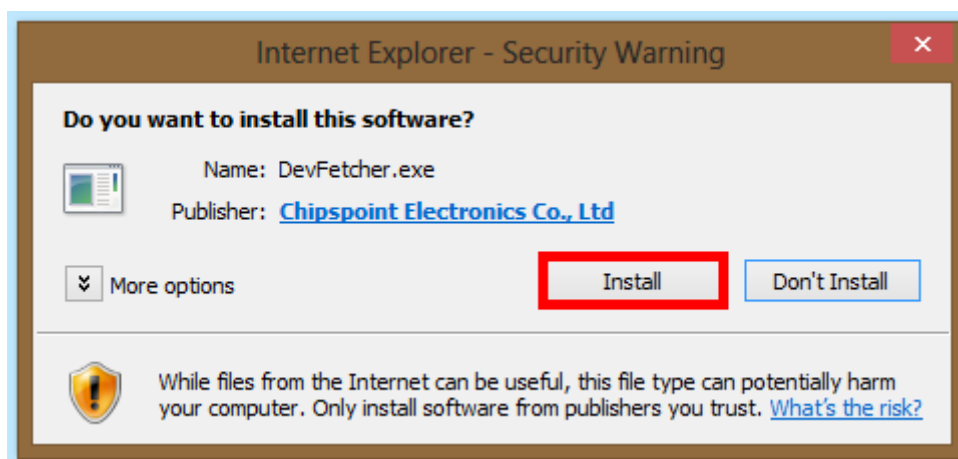 Internet Explorer - Security Warning
Do you want to install this software?
Name: DevFetcher.exe
Publisher: Chipspoint Electronics Co., Ltd
More options
Install
Don't Install
While files from the Internet can be useful, this file type can potentially harm
your computer. Only install software from publishers you trust. What's the risk?